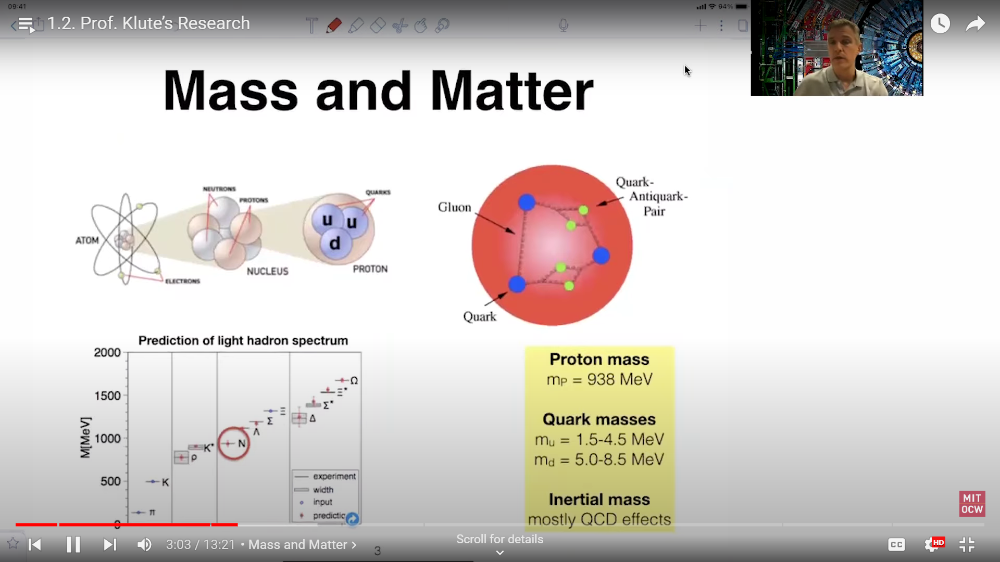 09:41
94%
1.2. Prof. Klute's Research
Mass and Matter
NEUTRONS
PROTONS
QUARKS
u u
d
ATOM
NUCLEUS
PROTON
ELECTRONS
Quark-
Antiquark-
Pair
Gluon
Quark
Prediction of light hadron spectrum
2000
1500
1000
500
0
M[MeV]
π
K
ρ
K*
N
Λ
Σ
Ξ
Δ
Σ*
Ξ*
Ω
experiment
width
input
predictic
Proton mass
mP = 938 MeV
Quark masses
mu = 1.5-4.5 MeV
md = 5.0-8.5 MeV
Inertial mass
mostly QCD effects
MIT
OCW
3:03 / 13:21 • Mass and Matter
Scroll for details
3
CC
HD